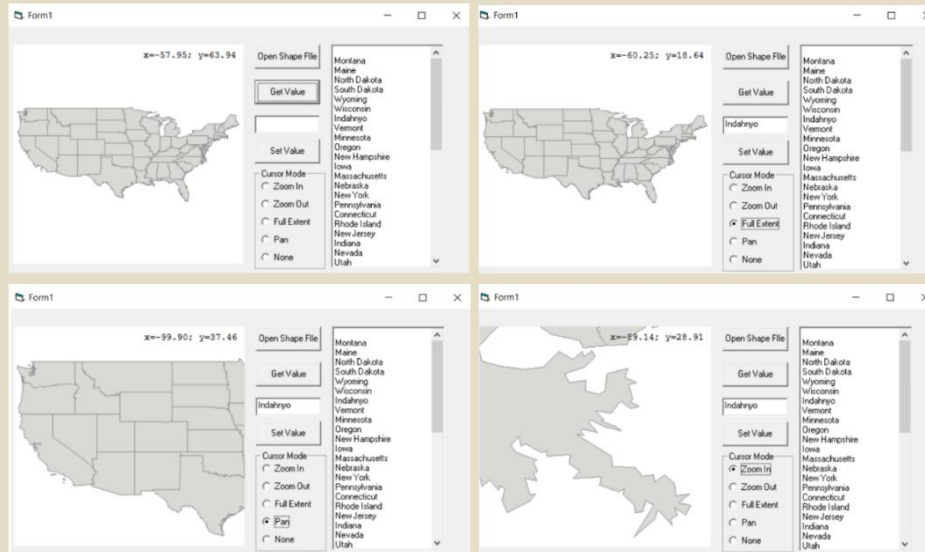 Form1
x=-57.95; y=63.94
Open Shape FIle
Get Value
Set Value
Cursor Mode
Zoom In
Zoom Out
Full Extent
Pan
None
Montana
Maine
North Dakota
South Dakota
Wyoming
Wisconsin
Indahnyo
Vermont
Minnesota
Oregon
New Hampshire
Iowa
Massachusetts
Nebraska
New York
Pennsylvania
Connecticut
Rhode Island
New Jersey
Indiana
Nevada
Utah
Form1
x=-60.25; y=18.64
Open Shape FIle
Get Value
Indahnyo
Set Value
Cursor Mode
Zoom In
Zoom Out
Full Extent
Pan
None
Montana
Maine
North Dakota
South Dakota
Wyoming
Wisconsin
Indahnyo
Vermont
Minnesota
Oregon
New Hampshire
Iowa
Massachusetts
Nebraska
New York
Pennsylvania
Connecticut
Rhode Island
New Jersey
Indiana
Nevada
Utah
Form1
x=-99.90; y=37.46
Open Shape FIle
Get Value
Indahnyo
Set Value
Cursor Mode
Zoom In
Zoom Out
Full Extent
Pan
None
Montana
Maine
North Dakota
South Dakota
Wyoming
Wisconsin
Indahnyo
Vermont
Minnesota
Oregon
New Hampshire
Iowa
Massachusetts
Nebraska
New York
Pennsylvania
Connecticut
Rhode Island
New Jersey
Indiana
Nevada
Utah
Form1
x=-89.14; y=28.91
Open Shape FIle
Get Value
Indahnyo
Set Value
Cursor Mode
Zoom In
Zoom Out
Full Extent
Pan
None
Montana
Maine
North Dakota
South Dakota
Wyoming
Wisconsin
Indahnyo
Vermont
Minnesota
Oregon
New Hampshire
Iowa
Massachusetts
Nebraska
New York
Pennsylvania
Connecticut
Rhode Island
New Jersey
Indiana
Nevada
Utah